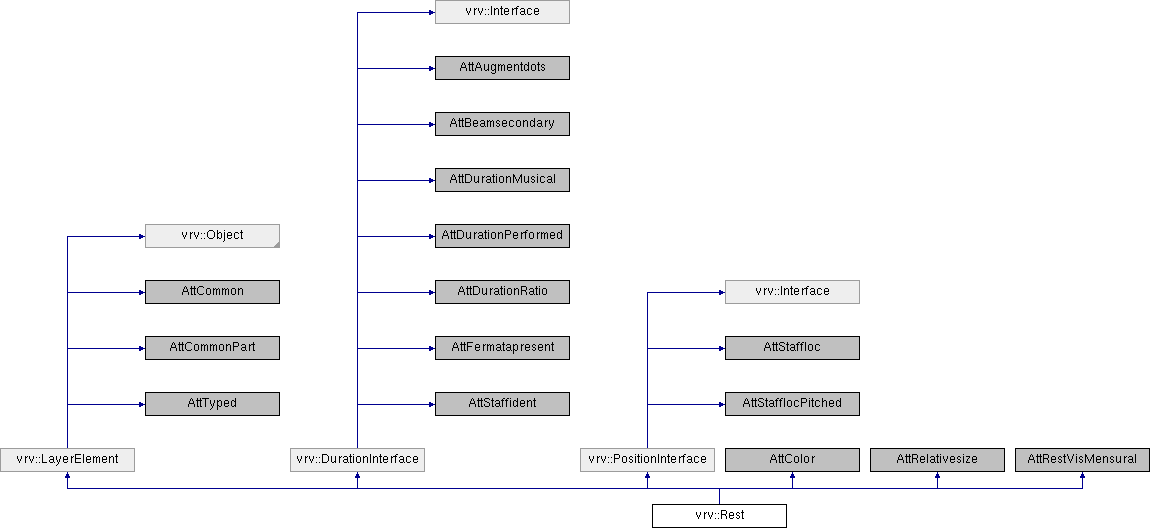 vrv::Interface
AttAugmentdots
AttBeamsecondary
AttDurationMusical
vrv::Object
AttDurationPerformed
AttCommon
AttDurationRatio
vrv::Interface
AttCommonPart
AttFermatapresent
AttStaffloc
AttTyped
AttStaffident
AttStafflocPitched
vrv::LayerElement
vrv::DurationInterface
vrv::PositionInterface
AttColor
AttRelativesize
AttRestVisMensural
vrv::Rest